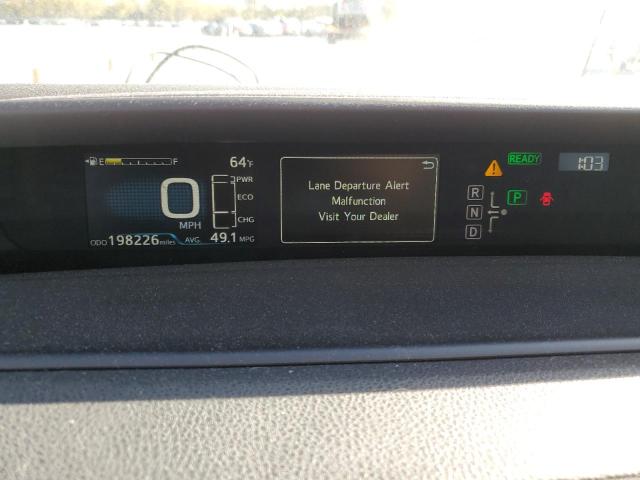 E F 64°F
READY
1:03
PWR
ECO
CHG
0
MPH
ODO 198226 miles AVG. 49.1 MPG
Lane Departure Alert
Malfunction
Visit Your Dealer
R
N
D
P